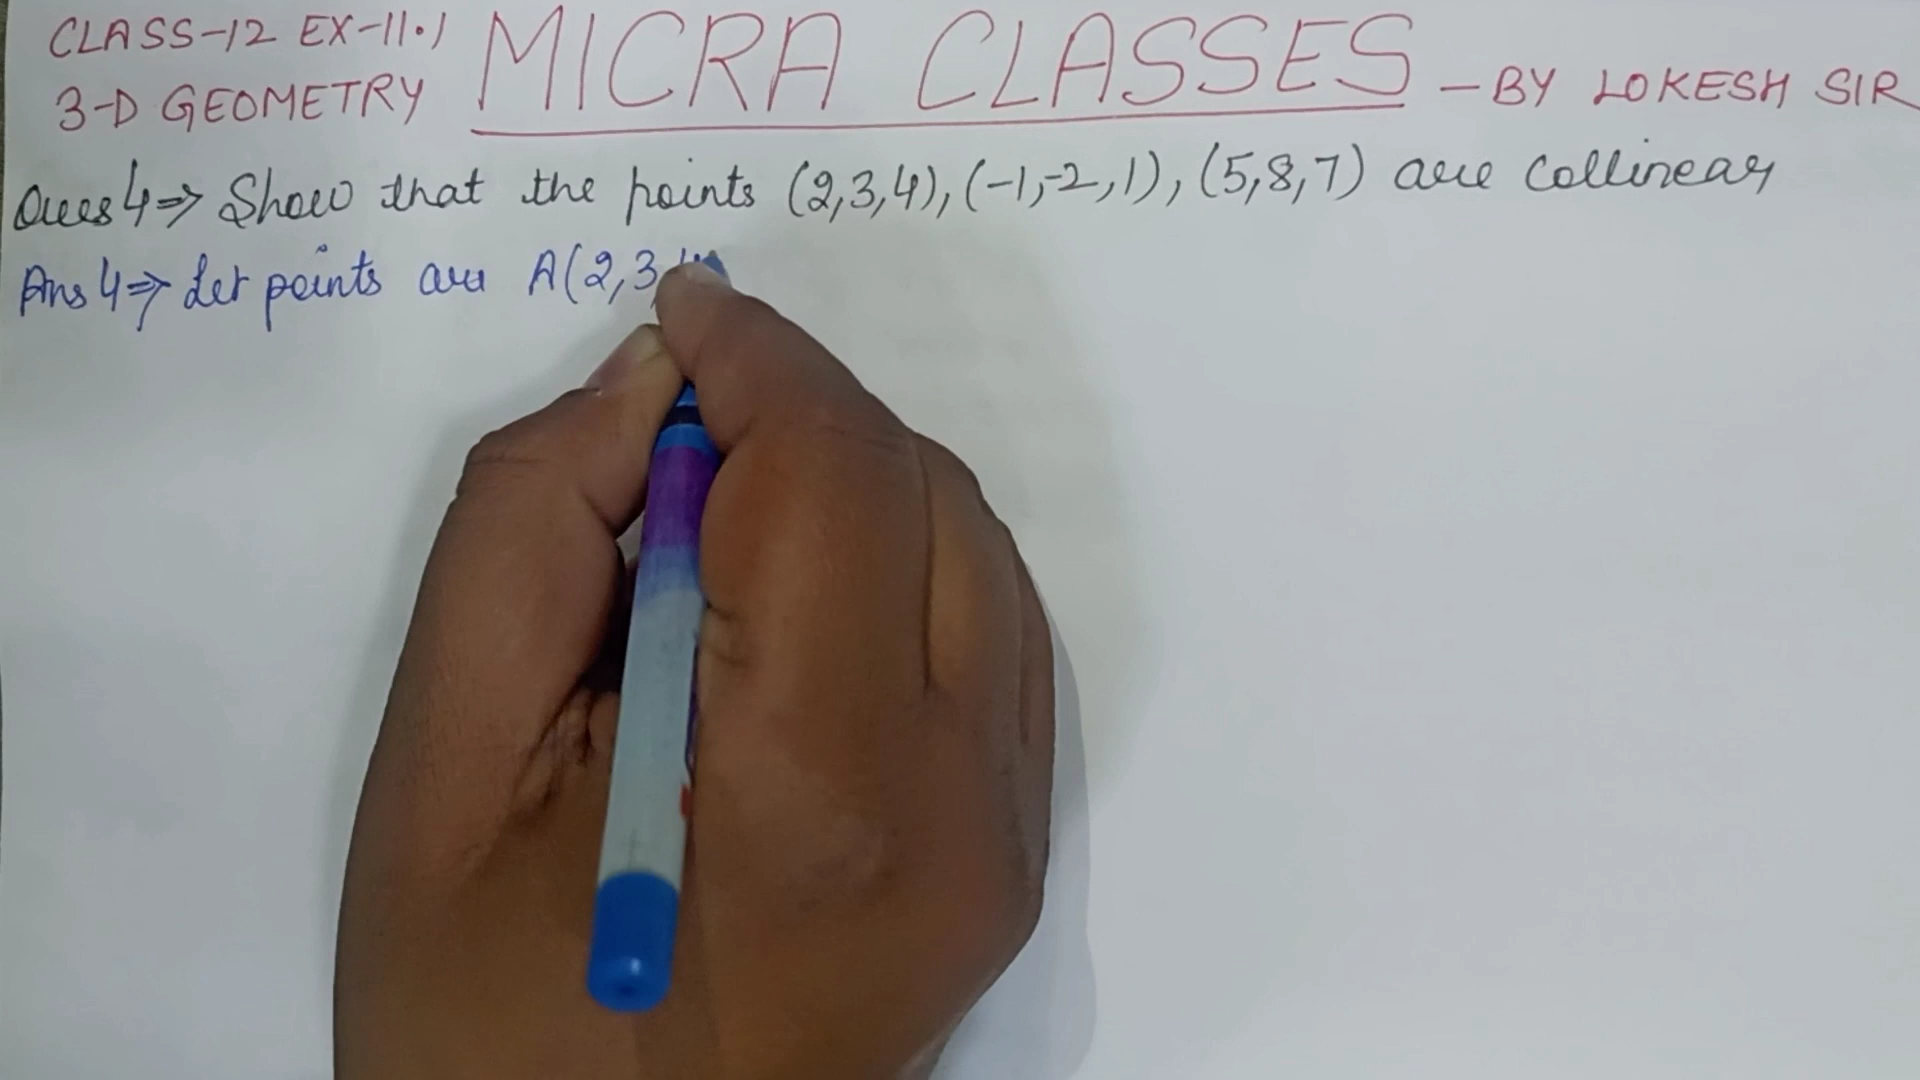 CLASS-12 EX-11.1
3-D GEOMETRY
MICRA CLASSES
- BY LOKESH SIR
Ques 4⇒ Show that the points (2,3,4), (-1,-2,1), (5,8,7) are collinear
Ans 4⇒ Let points are A(2,3,4)